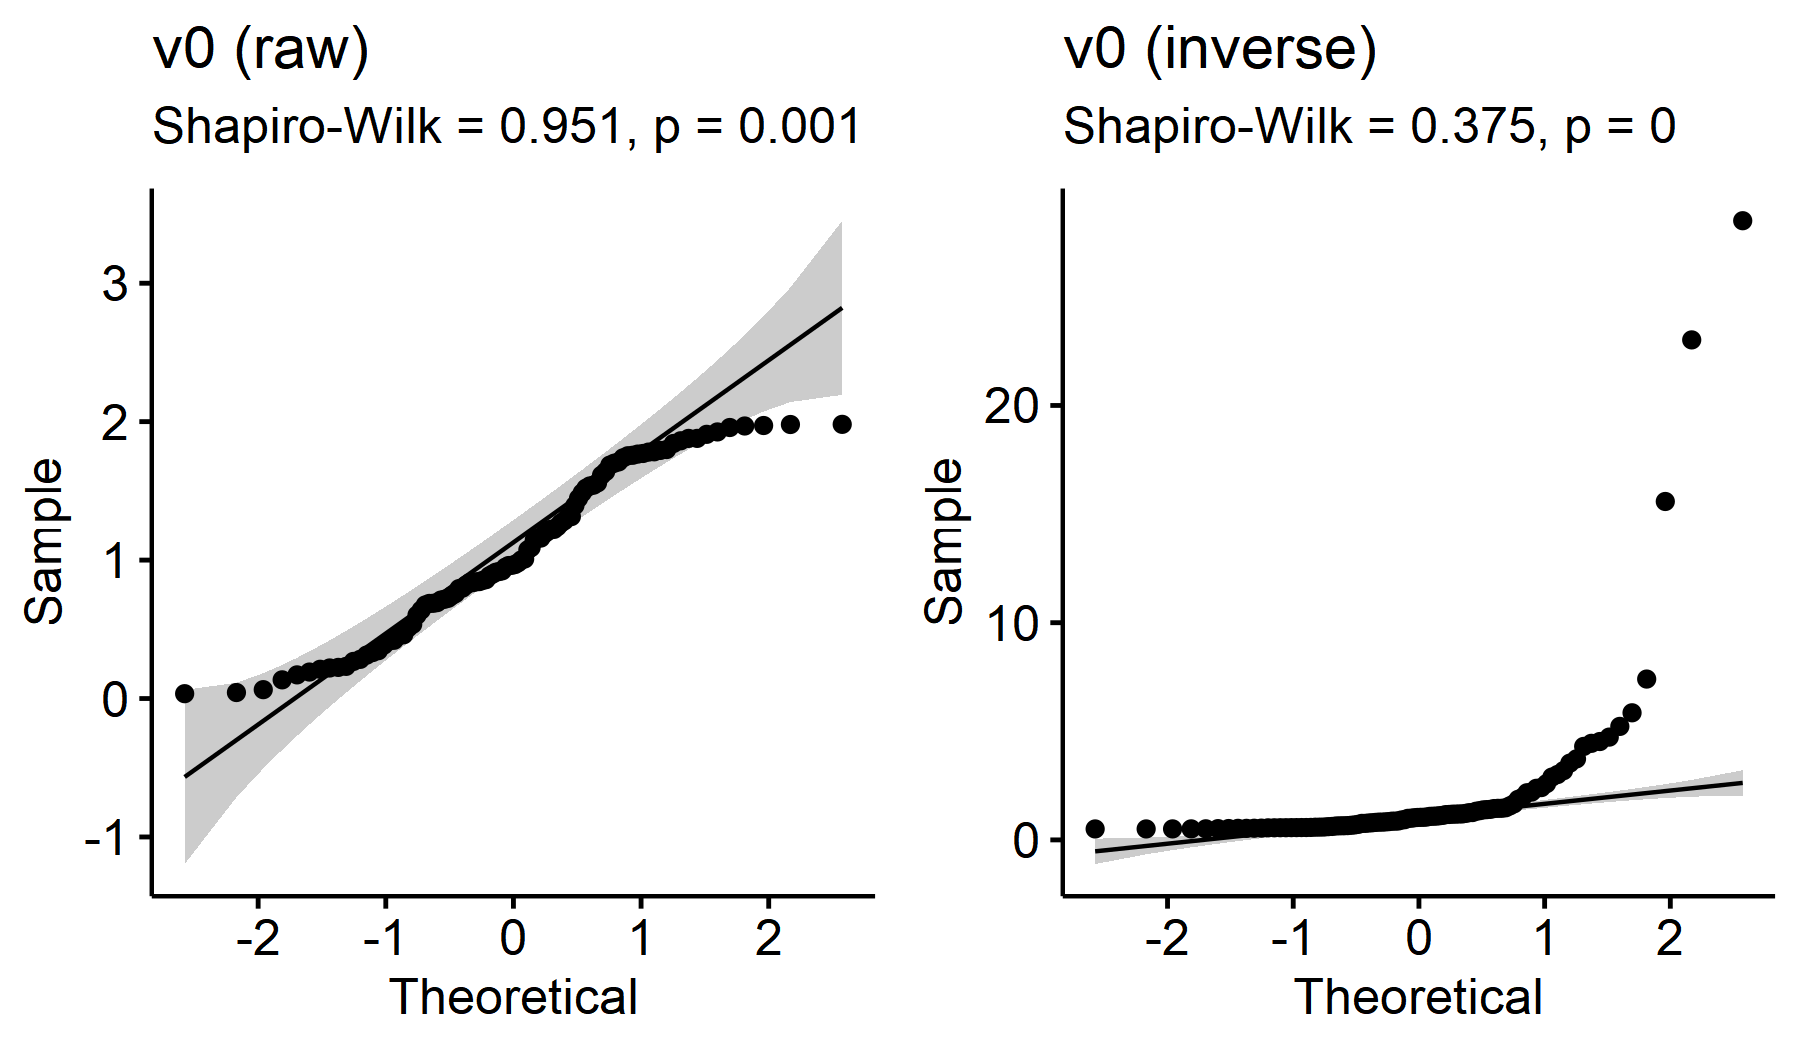 v0 (raw)
Shapiro-Wilk = 0.951, p = 0.001
3
2
1
0
-1
Sample
-2
-1
0
1
2
Theoretical
v0 (inverse)
Shapiro-Wilk = 0.375, p = 0
20
10
0
Sample
-2
-1
0
1
2
Theoretical